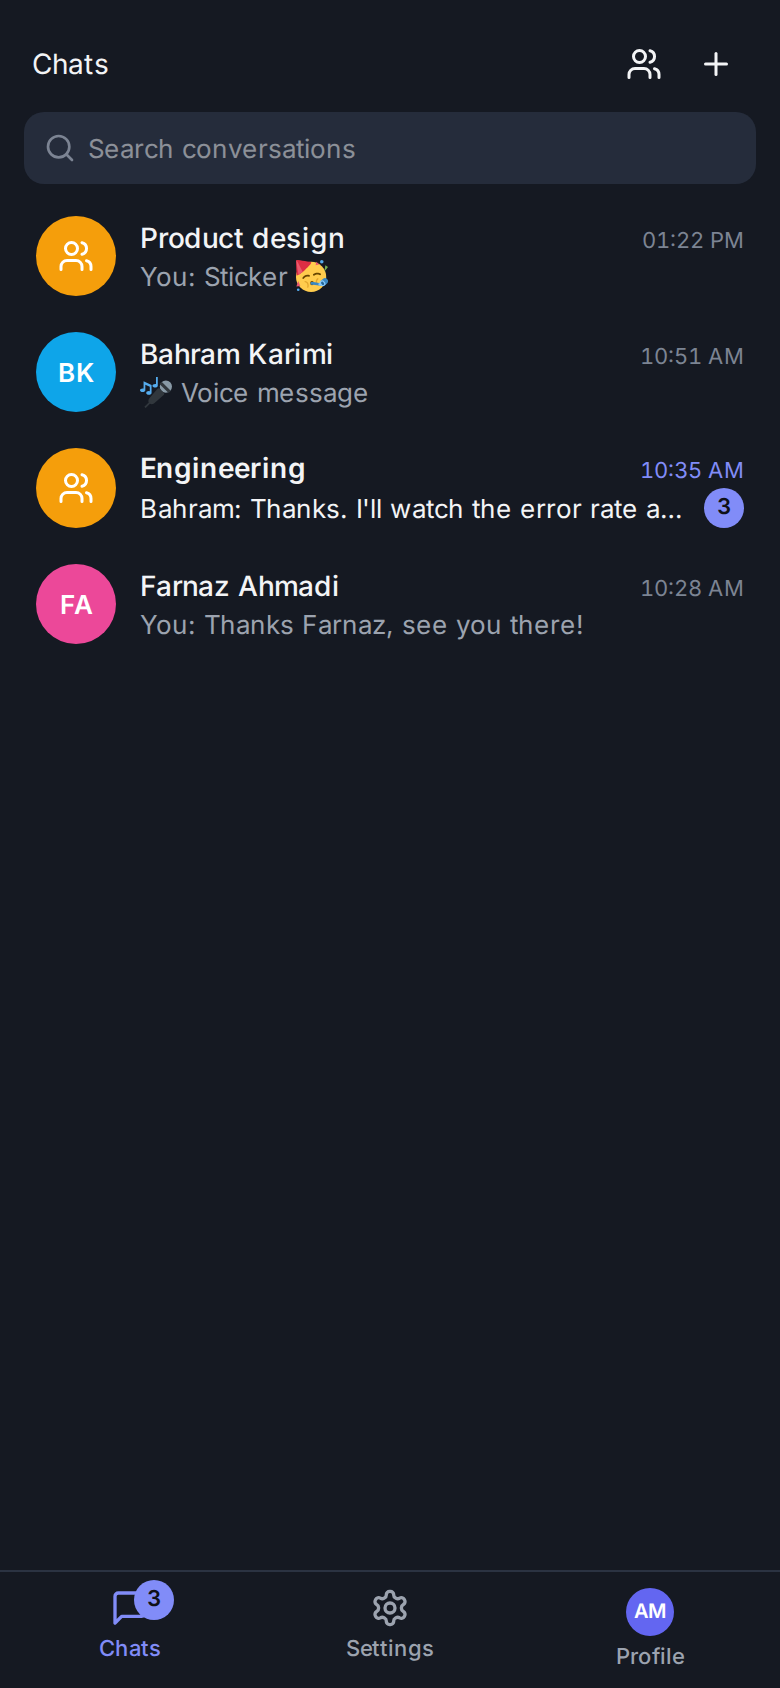 Chats
Search conversations
Product design 01:22 PM
You: Sticker 🥳
Bahram Karimi 10:51 AM
BK
🎤 Voice message
Engineering 10:35 AM
Bahram: Thanks. I'll watch the error rate a... 3
Farnaz Ahmadi 10:28 AM
FA
You: Thanks Farnaz, see you there!
3
Chats
Settings
AM
Profile